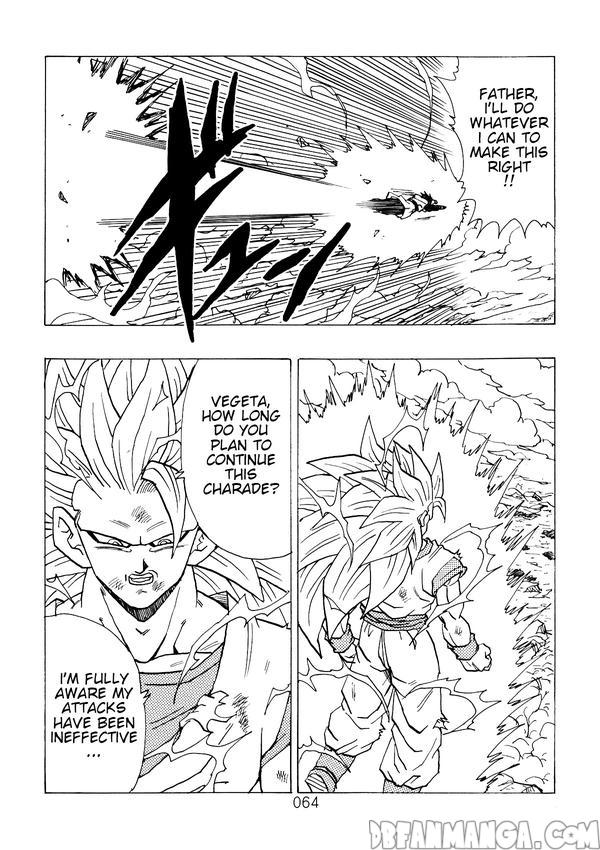 FATHER,
I'LL DO
WHATEVER
I CAN TO
MAKE THIS
RIGHT
!!
VEGETA,
HOW LONG
DO YOU
PLAN TO
CONTINUE
THIS
CHARADE?
I'M FULLY
AWARE MY
ATTACKS
HAVE BEEN
INEFFECTIVE
...
064
DBFANMANGA.COM